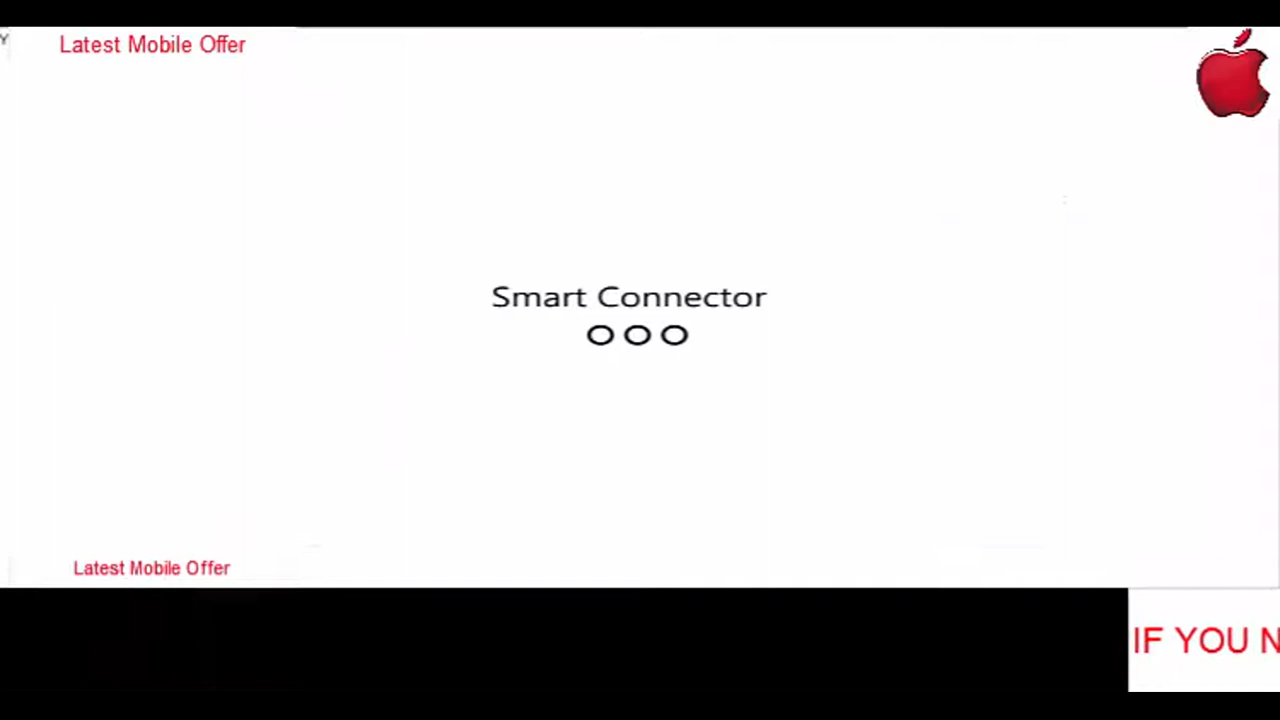 Y
Latest Mobile Offer
Smart Connector
Latest Mobile Offer
IF YOU N